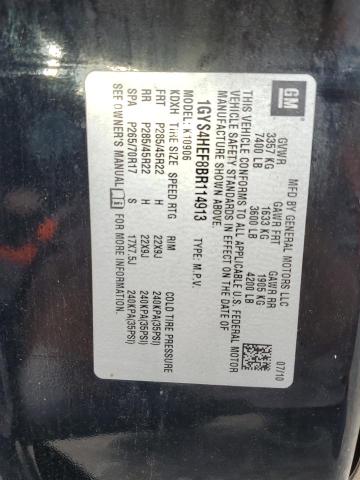 GM
MFD BY GENERAL MOTORS LLC
07/10
GVWR GAWR FRT GAWR RR
3357 KG 1633 KG 1905 KG
7400 LB 3600 LB 4200 LB
THIS VEHICLE CONFORMS TO ALL APPLICABLE U.S. FEDERAL MOTOR
VEHICLE SAFETY STANDARDS IN EFFECT ON THE DATE OF
MANUFACTURE SHOWN ABOVE.
1GYS4HEF8BR114913 TYPE: M.P.V.
MODEL: K10906
KDXH TIRE SIZE SPEED RTG RIM COLD TIRE PRESSURE
FRT P285/45R22 H 22X9J 240KPA(35PSI)
RR P285/45R22 H 22X9J 240KPA(35PSI)
SPA P265/70R17 S 17X7.5J 240KPA(35PSI)
SEE OWNER'S MANUAL